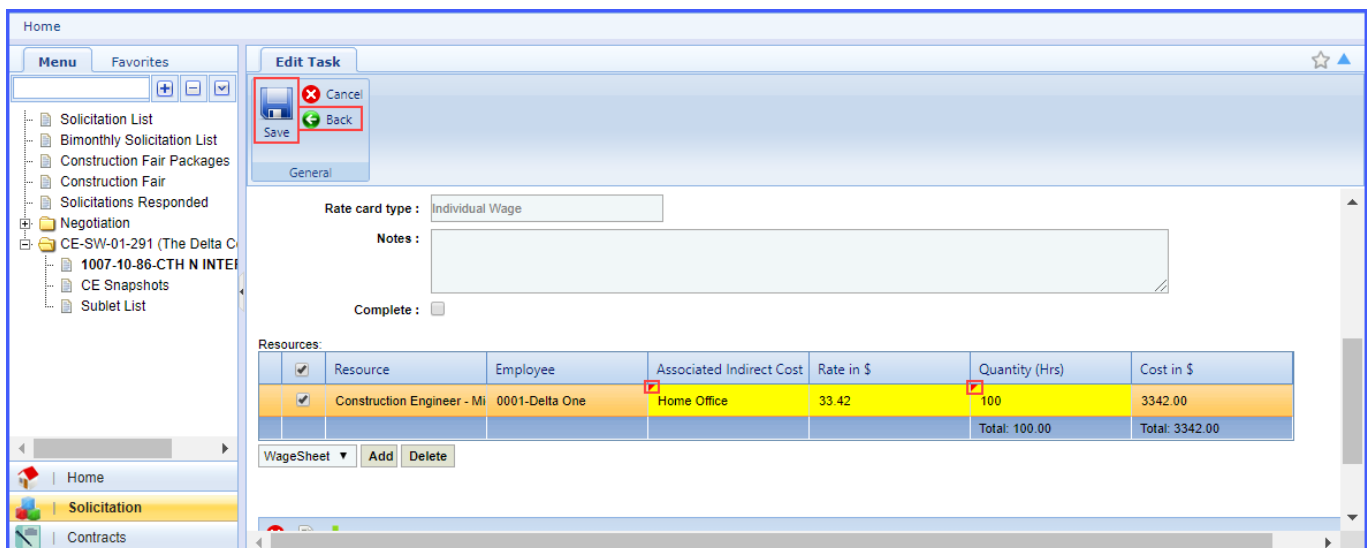 Home
Menu
Favorites
Edit Task
Cancel
Back
Save
General
Solicitation List
Bimonthly Solicitation List
Construction Fair Packages
Construction Fair
Solicitations Responded
Negotiation
CE-SW-01-291 (The Delta C
1007-10-86-CTH N INTE
CE Snapshots
Sublet List
Rate card type : Individual Wage
Notes :
Complete :
Resources:
Resource Employee Associated Indirect Cost Rate in $ Quantity (Hrs) Cost in $
Construction Engineer - Mi 0001-Delta One Home Office 33.42 100 3342.00
Total: 100.00 Total: 3342.00
WageSheet Add Delete
Home
Solicitation
Contracts